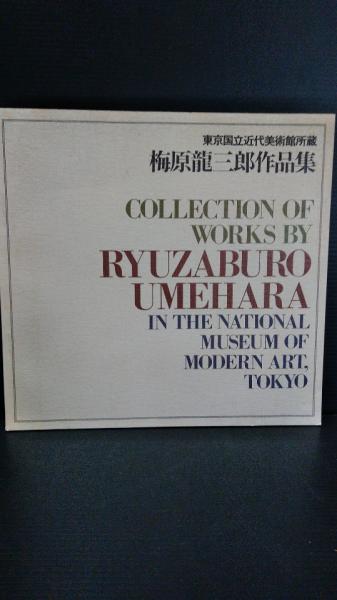 東京国立近代美術館所蔵
梅原龍三郎作品集
COLLECTION OF
WORKS BY
RYUZABURO
UMEHARA
IN THE NATIONAL
MUSEUM OF
MODERN ART,
TOKYO